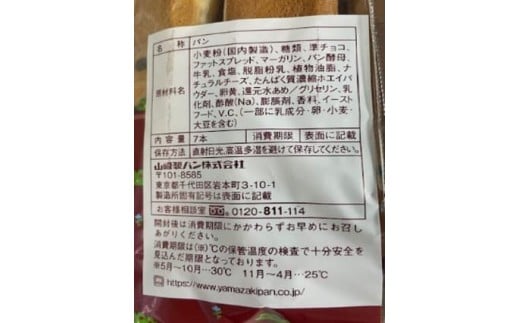 名称 パン
原材料名 小麦粉(国内製造)、糖類、準チョコ、
ファットスプレッド、マーガリン、パン酵母、
牛乳、食塩、脱脂粉乳、植物油脂、ナ
チュラルチーズ、たんぱく質濃縮ホエイパ
ウダー、卵黄、還元水あめ/グリセリン、乳
化剤、酢酸(Na)、膨脹剤、香料、イースト
フード、V.C、(一部に乳成分・卵・小麦・
大豆を含む)
内容量 7本 消費期限 表面に記載
保存方法 直射日光、高温多湿を避けて保存してください。
山崎製パン株式会社
〒101-8585
東京都千代田区岩本町3-10-1
製造所固有記号は表面に記載
お客様相談室 0120-811-114
開封後は消費期限にかかわらずお早めにお召し
あがりください。
消費期限は(※)℃の保管温度の検査で十分安全を
見込んだ期限となっております。
※5月～10月…30℃ 11月～4月…25℃
https://www.yamazakipan.co.jp/